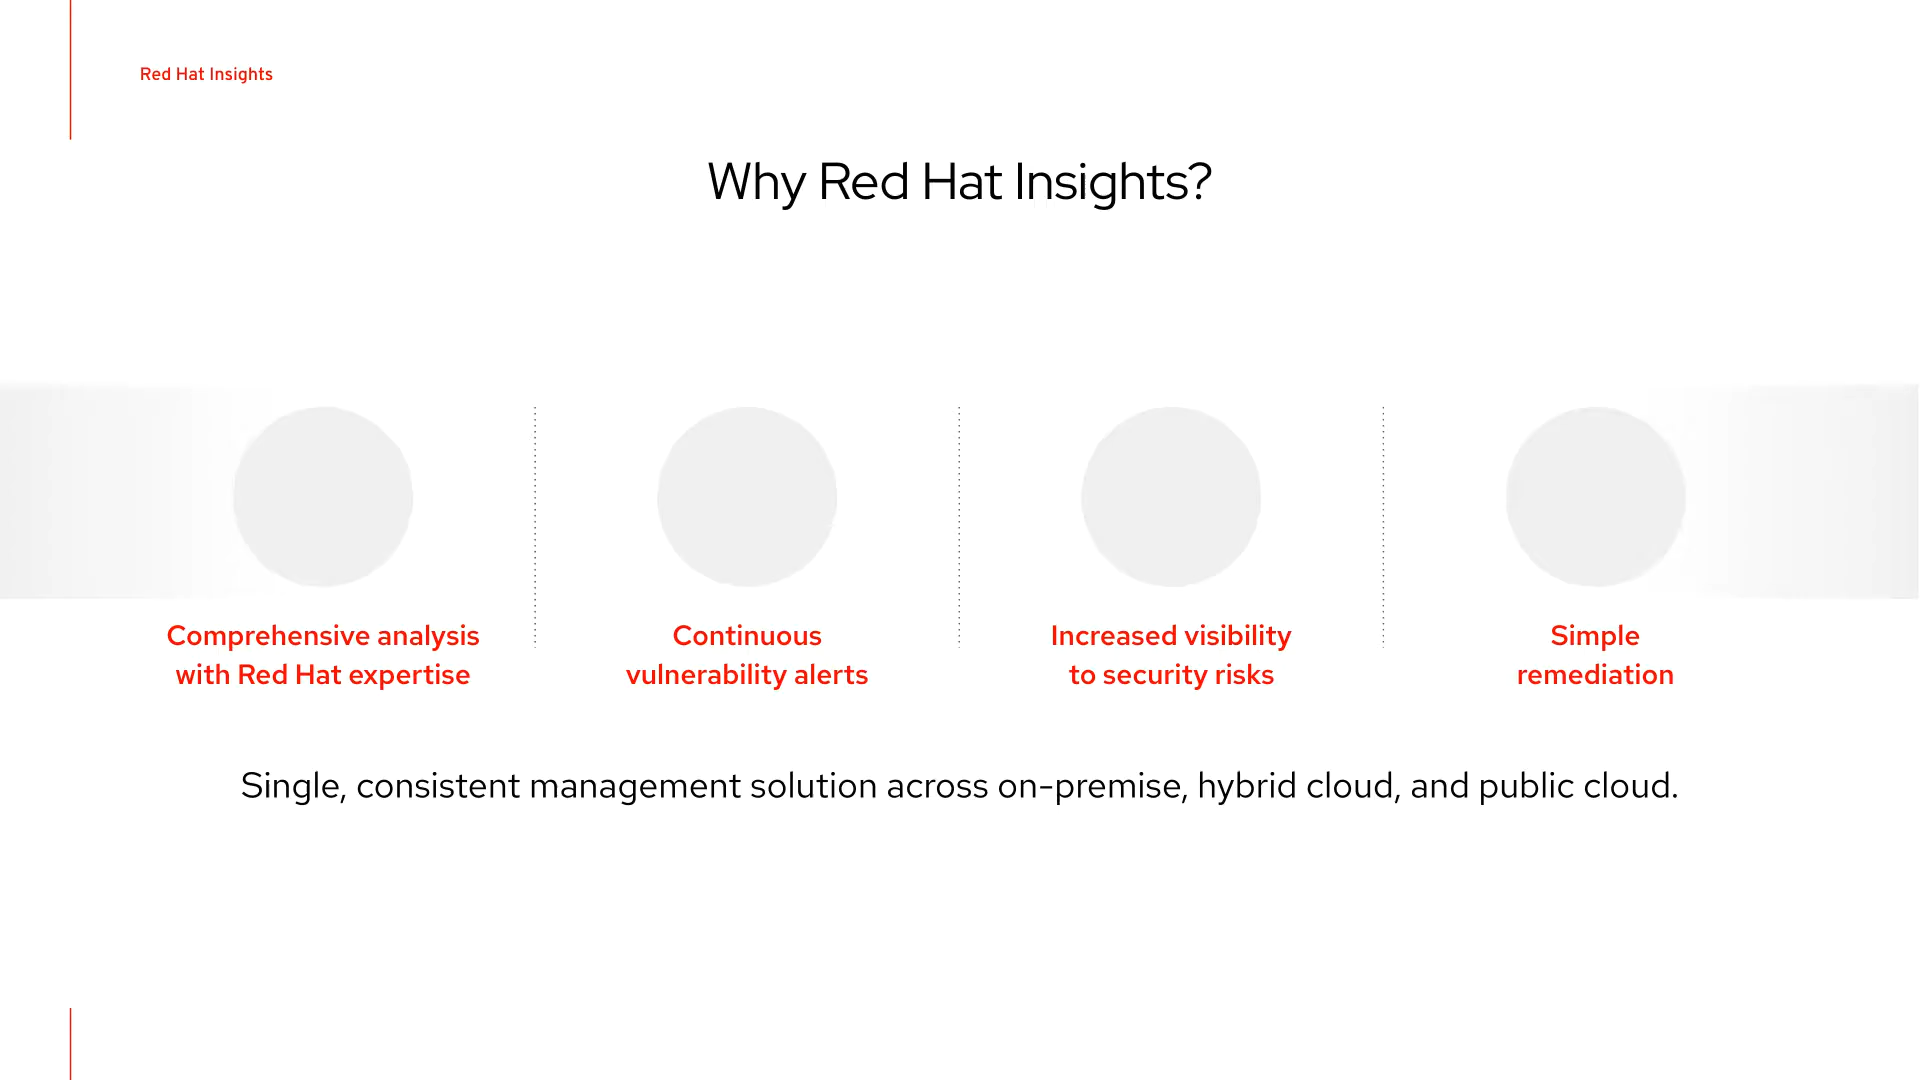 Red Hat Insights
Why Red Hat Insights?
Comprehensive analysis
with Red Hat expertise
Continuous
vulnerability alerts
Increased visibility
to security risks
Simple
remediation
Single, consistent management solution across on-premise, hybrid cloud, and public cloud.